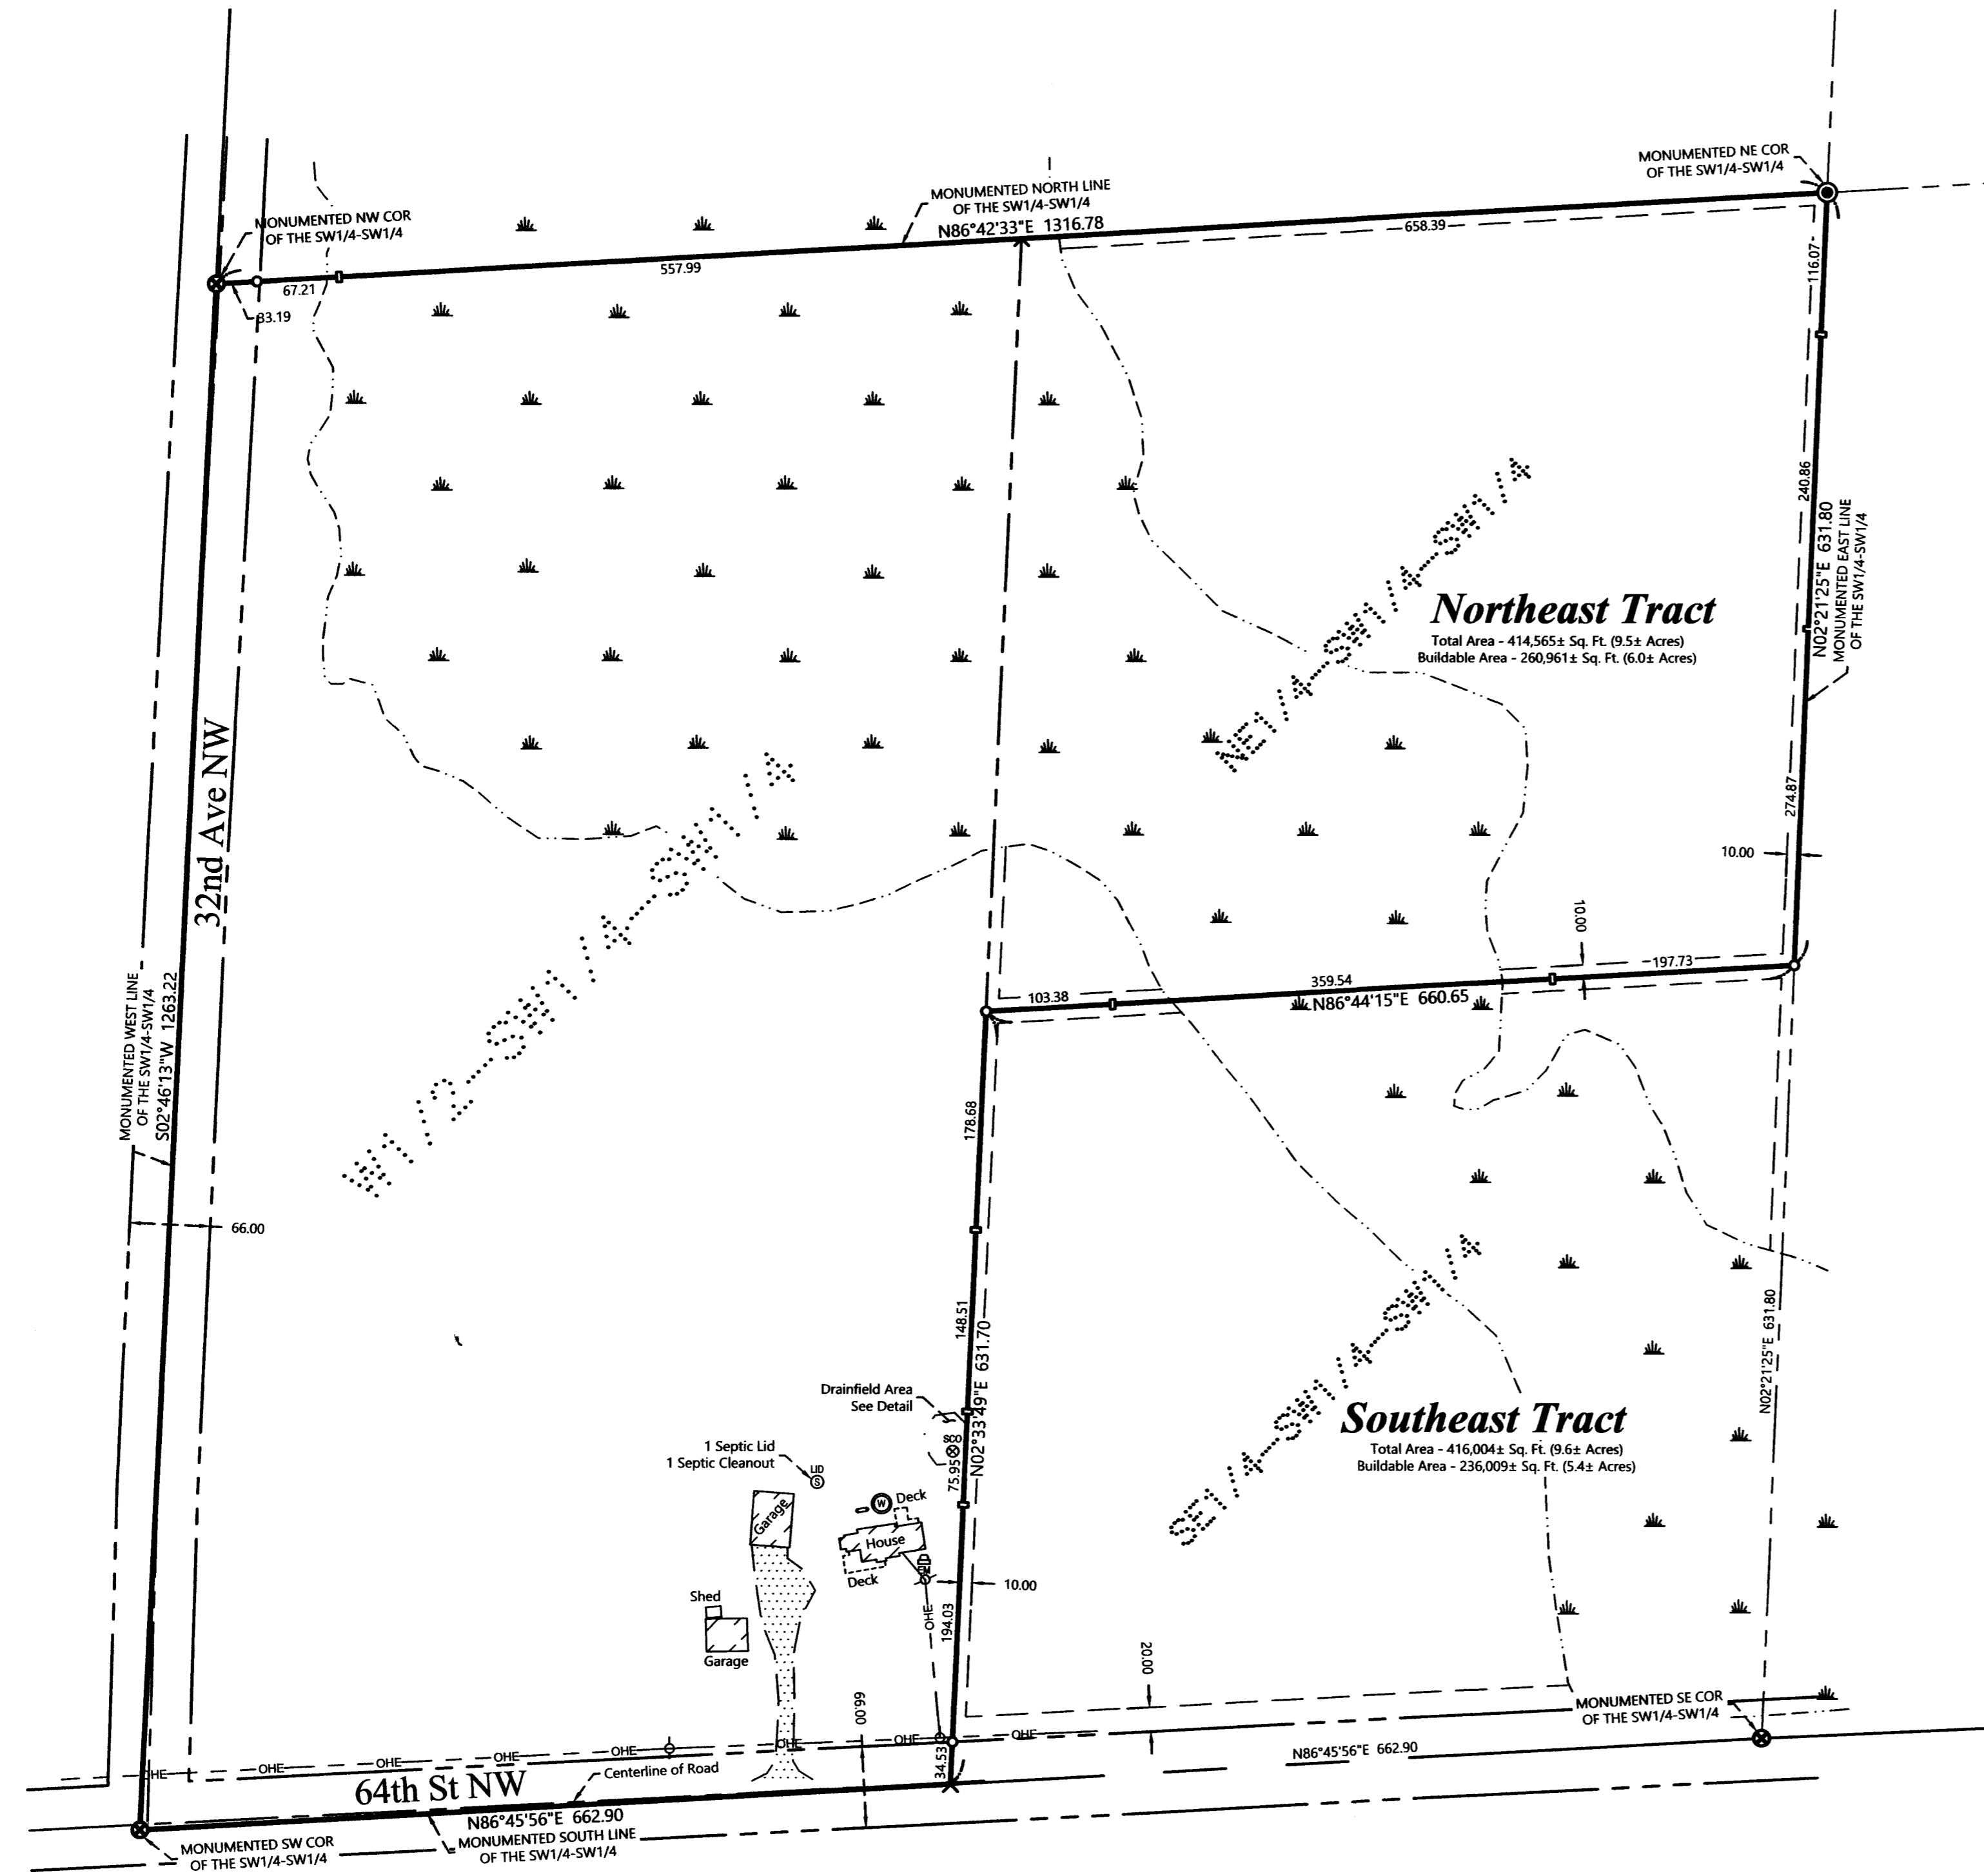 MONUMENTED NE COR
OF THE SW1/4-SW1/4
MONUMENTED NORTH LINE
OF THE SW1/4-SW1/4
N86°42'33"E 1316.78
658.39
MONUMENTED NW COR
OF THE SW1/4-SW1/4
557.99
67.21
33.19
116.07
240.86
N02°21'25"E 631.80
MONUMENTED EAST LINE
OF THE SW1/4-SW1/4
NE1/4-SW1/4-SW1/4
Northeast Tract
Total Area - 414,565± Sq. Ft. (9.5± Acres)
Buildable Area - 260,961± Sq. Ft. (6.0± Acres)
274.87
10.00
10.00
32nd Ave NW
W1/2-SW1/4-SW1/4
197.73
359.54
103.38
N86°44'15"E 660.65
MONUMENTED WEST LINE
OF THE SW1/4-SW1/4
S02°46'13"W 1263.22
66.00
178.68
148.51
N02°33'49"E 631.70
SE1/4-SW1/4-SW1/4
N02°21'25"E 631.80
Drainfield Area
See Detail
Southeast Tract
Total Area - 416,004± Sq. Ft. (9.6± Acres)
Buildable Area - 236,009± Sq. Ft. (5.4± Acres)
1 Septic Lid
1 Septic Cleanout
LID
S
SCO
75.95
W
Deck
Garage
House
Deck
EM
10.00
Shed
Garage
OHE
194.03
20.00
66.00
MONUMENTED SE COR
OF THE SW1/4-SW1/4
OHE OHE OHE OHE OHE OHE OHE OHE
34.53
N86°45'56"E 662.90
64th St NW
Centerline of Road
N86°45'56"E 662.90
MONUMENTED SW COR
OF THE SW1/4-SW1/4
MONUMENTED SOUTH LINE
OF THE SW1/4-SW1/4